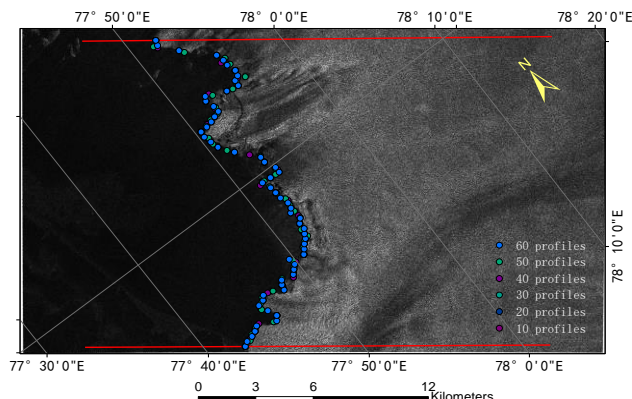 77° 50'0"E 78° 0'0"E 78° 10'0"E 78° 20'0"E
N
78° 10'0"E
60 profiles
50 profiles
40 profiles
30 profiles
20 profiles
10 profiles
77° 30'0"E 77° 40'0"E 77° 50'0"E 78° 0'0"E
0 3 6 12
Kilometers